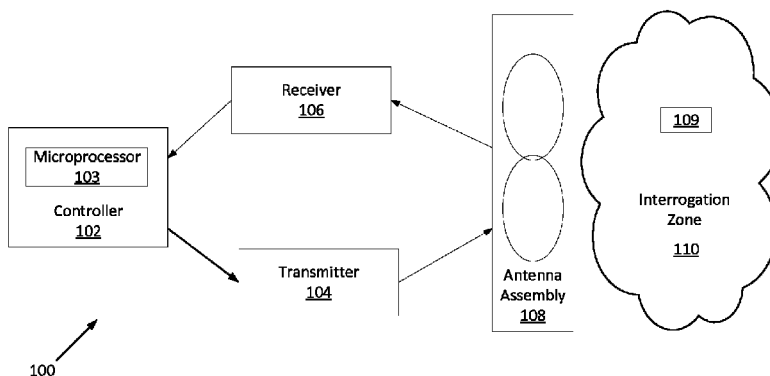 Receiver
106
Microprocessor
103
Controller
102
Transmitter
104
Antenna
Assembly
108
109
Interrogation
Zone
110
100